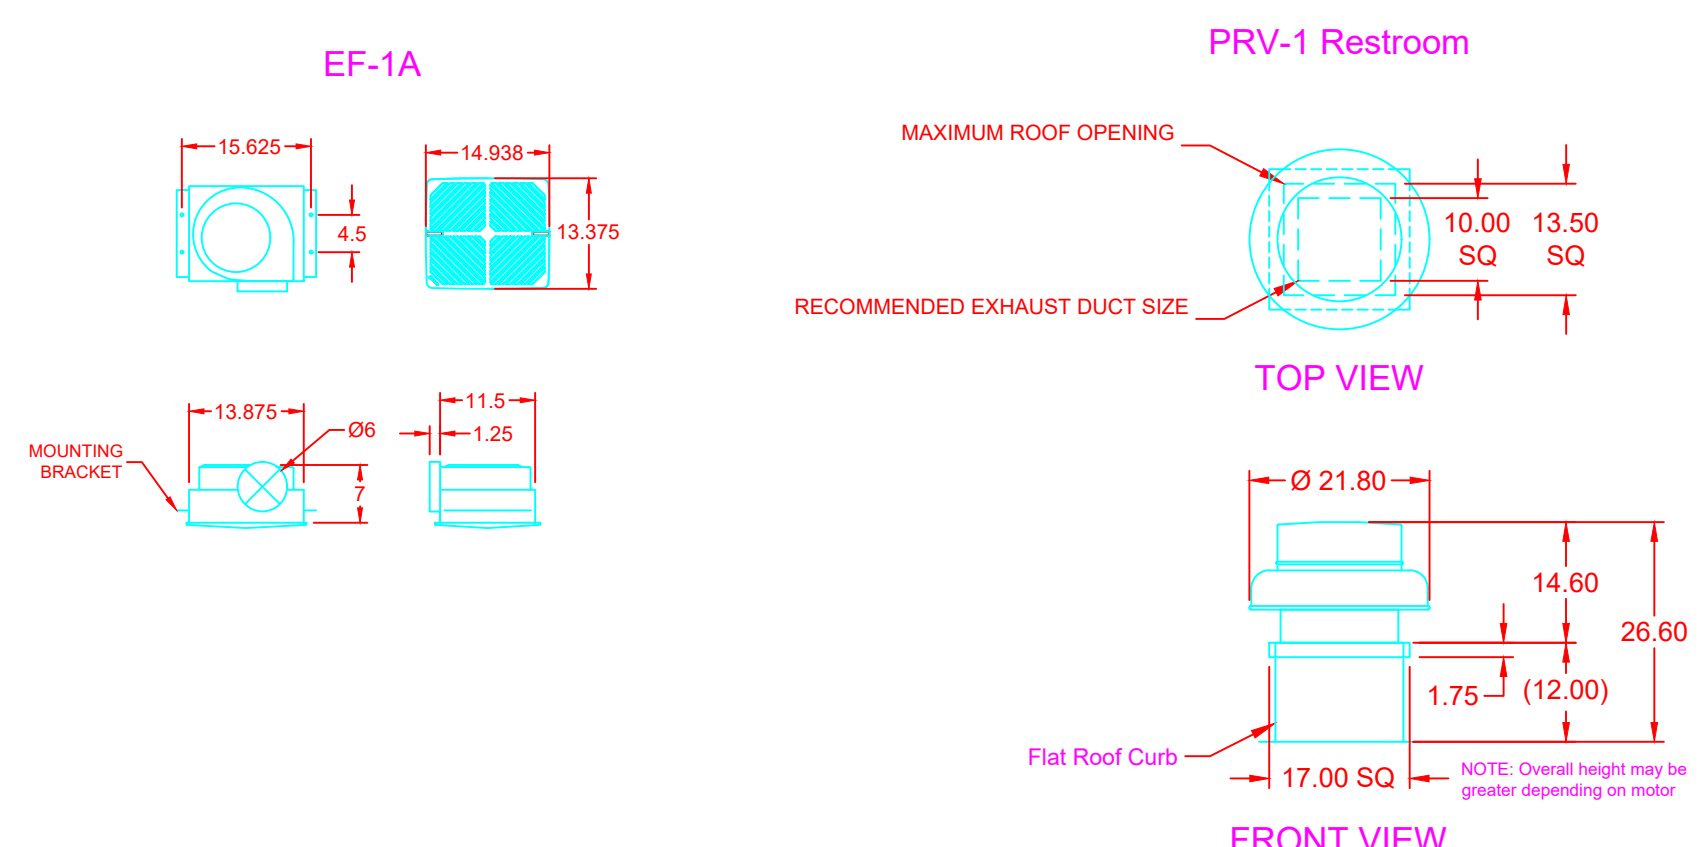 EF-1A
PRV-1 Restroom
15.625
14.938
4.5
13.375
MAXIMUM ROOF OPENING
10.00
SQ
13.50
SQ
RECOMMENDED EXHAUST DUCT SIZE
TOP VIEW
13.875
Ø6
11.5
1.25
MOUNTING
BRACKET
7
Ø 21.80
14.60
26.60
1.75
(12.00)
Flat Roof Curb
17.00 SQ
NOTE: Overall height may be
greater depending on motor
FRONT VIEW